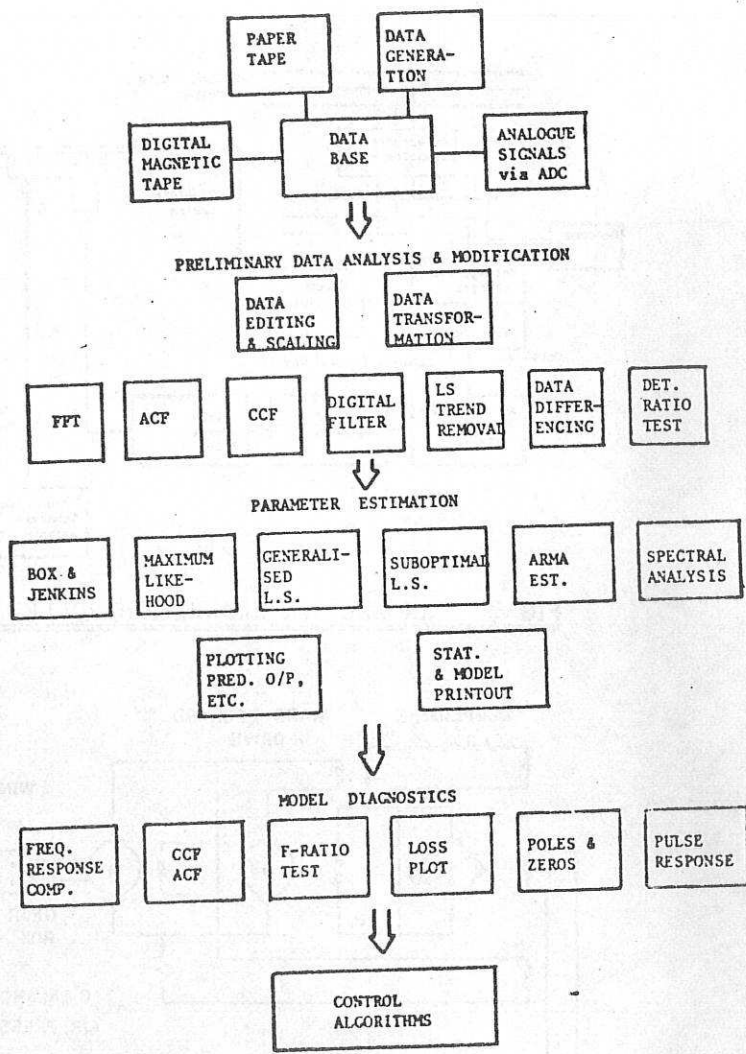 PAPER
TAPE
DATA
GENERA-
TION
DIGITAL
MAGNETIC
TAPE
DATA
BASE
ANALOGUE
SIGNALS
via ADC
PRELIMINARY DATA ANALYSIS & MODIFICATION
DATA
EDITING
& SCALING
DATA
TRANSFOR-
MATION
FFT
ACF
CCF
DIGITAL
FILTER
LS
TREND
REMOVAL
DATA
DIFFER-
ENCING
DET.
RATIO
TEST
PARAMETER ESTIMATION
BOX &
JENKINS
MAXIMUM
LIKE-
HOOD
GENERALI-
SED
L.S.
SUBOPTIMAL
L.S.
ARMA
EST.
SPECTRAL
ANALYSIS
PLOTTING
PRED. O/P,
ETC.
STAT.
& MODEL
PRINTOUT
MODEL DIAGNOSTICS
FREQ.
RESPONSE
COMP.
CCF
ACF
F-RATIO
TEST
LOSS
PLOT
POLES &
ZEROS
PULSE
RESPONSE
CONTROL
ALGORITHMS